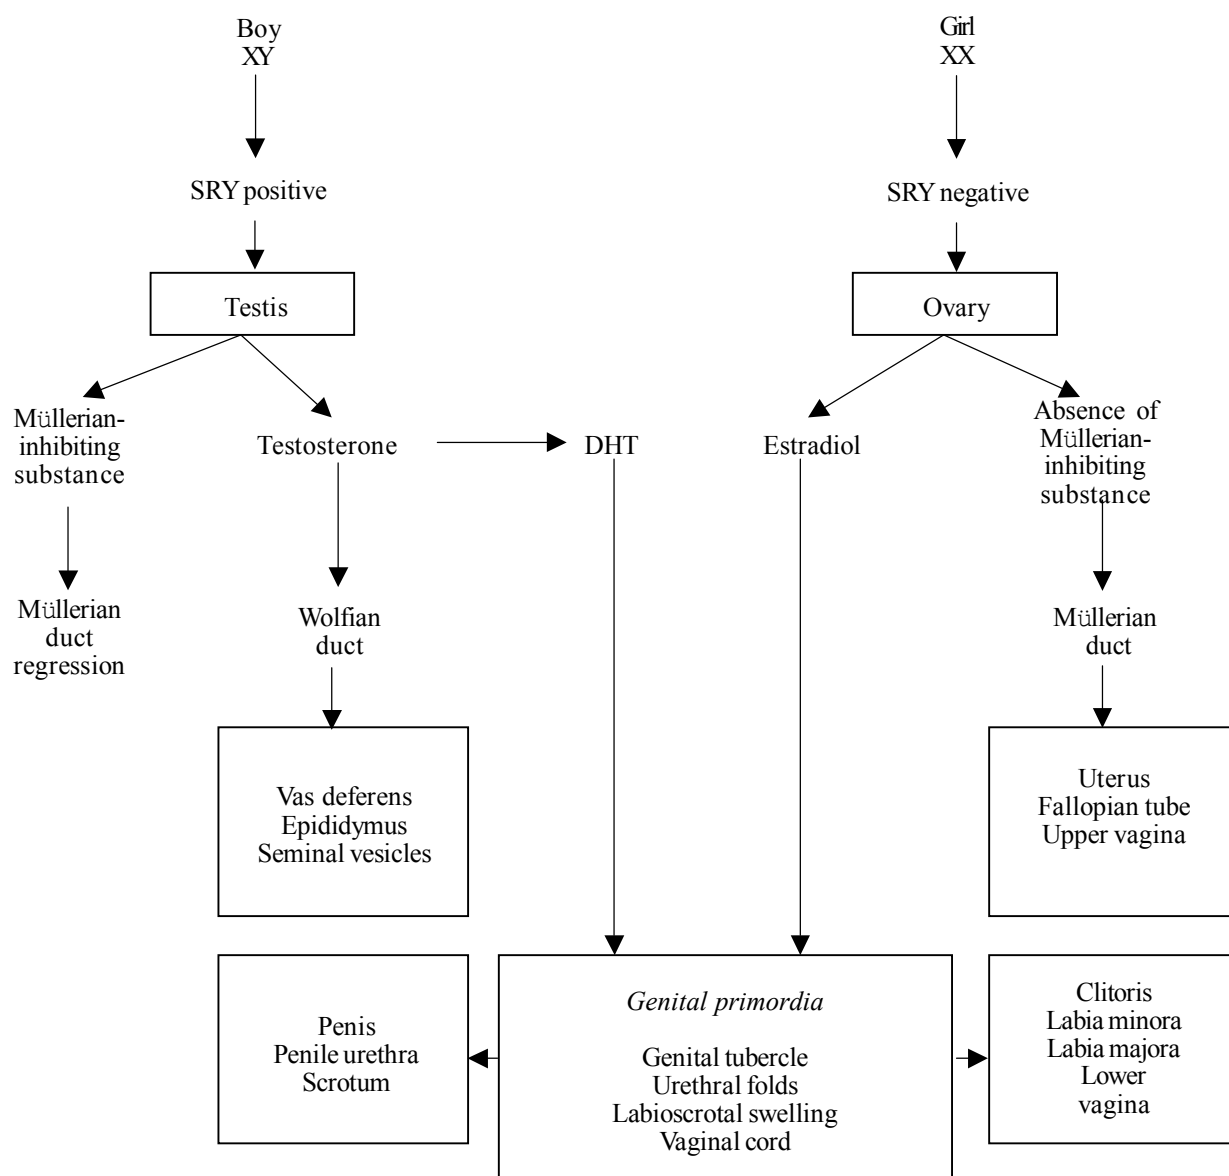 Boy
XY
Girl
XX
SRY positive
SRY negative
Testis
Ovary
Müllerian-
inhibiting
substance
Testosterone
DHT
Estradiol
Absence of
Müllerian-
inhibiting
substance
Müllerian
duct
regression
Wolfian
duct
Müllerian
duct
Vas deferens
Epididymus
Seminal vesicles
Uterus
Fallopian tube
Upper vagina
Penis
Penile urethra
Scrotum
Genital primordia
Genital tubercle
Urethral folds
Labioscrotal swelling
Vaginal cord
Clitoris
Labia minora
Labia majora
Lower
vagina